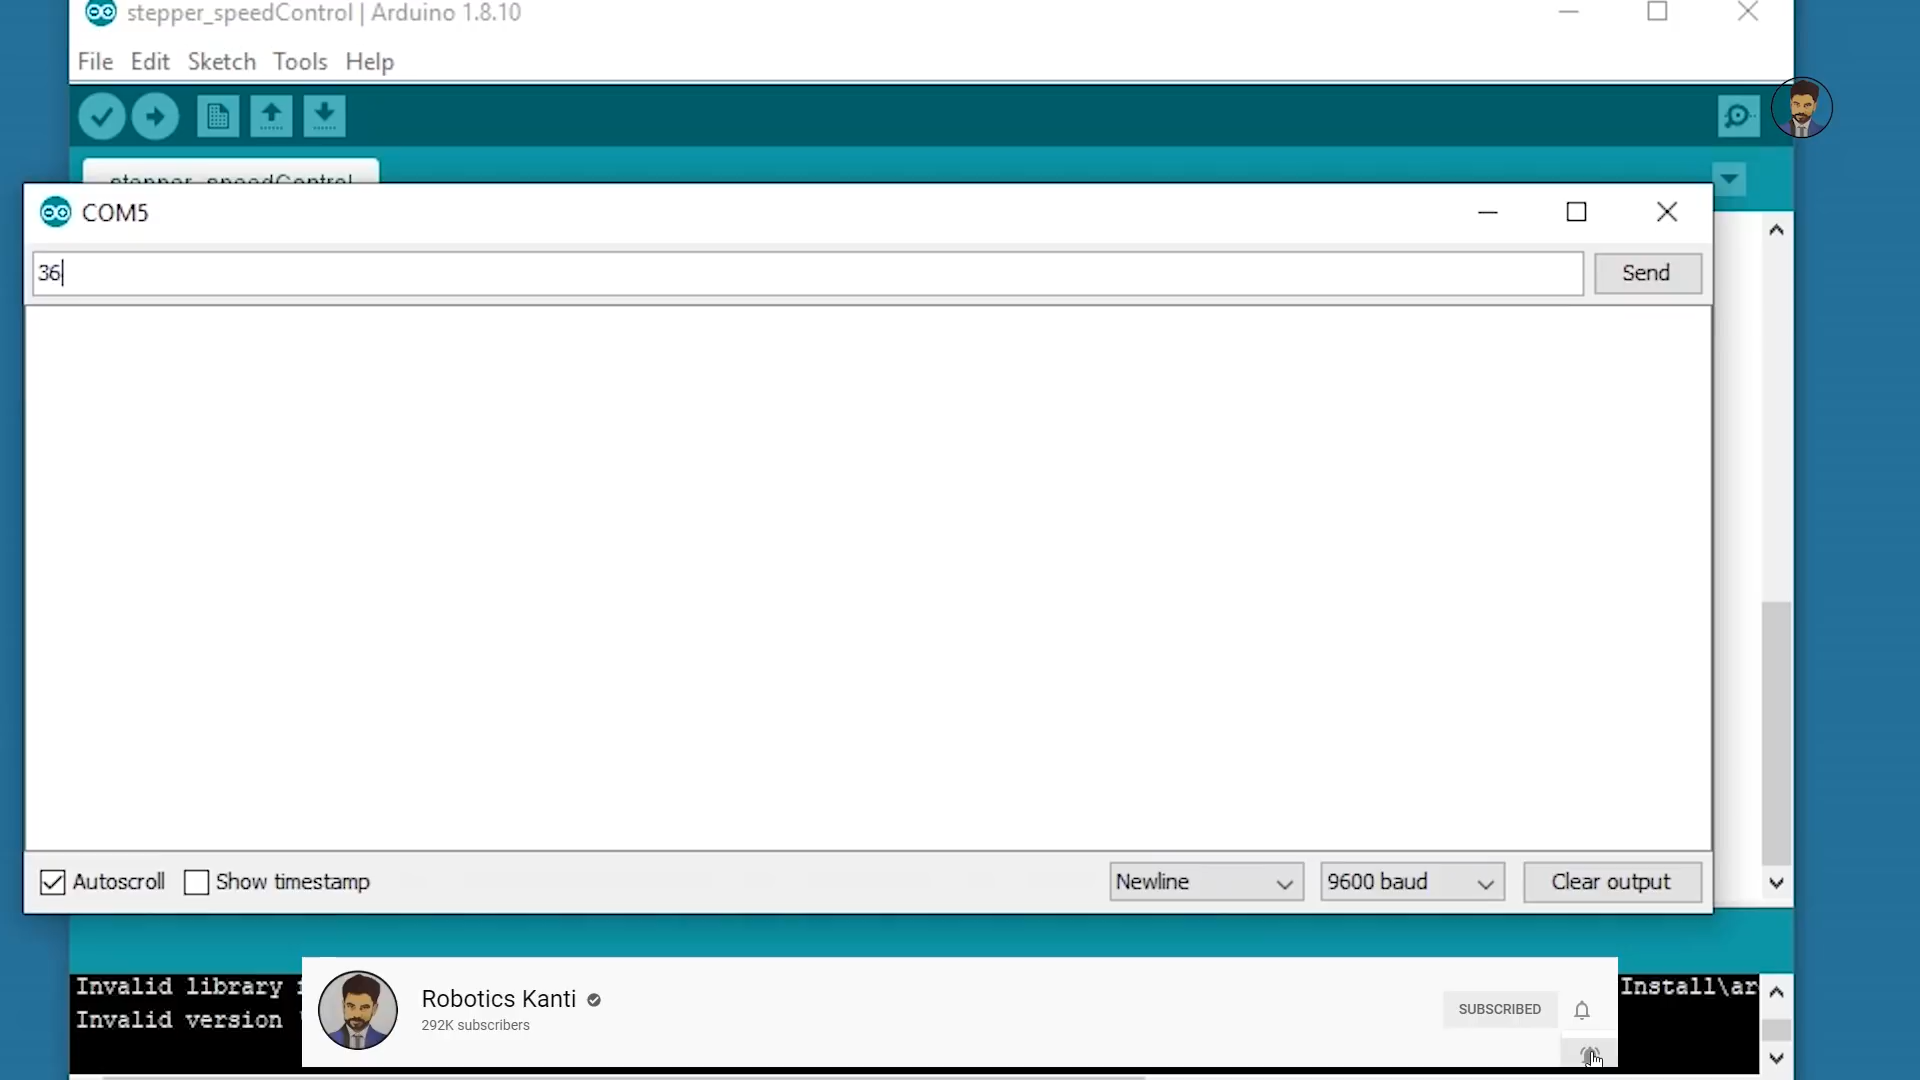 stepper_speedControl | Arduino 1.8.10
File Edit Sketch Tools Help
stepper_speedControl
COM5
36
Send
Autoscroll
Show timestamp
Newline
9600 baud
Clear output
Invalid library
Install\ar
Invalid version
Robotics Kanti
292K subscribers
SUBSCRIBED